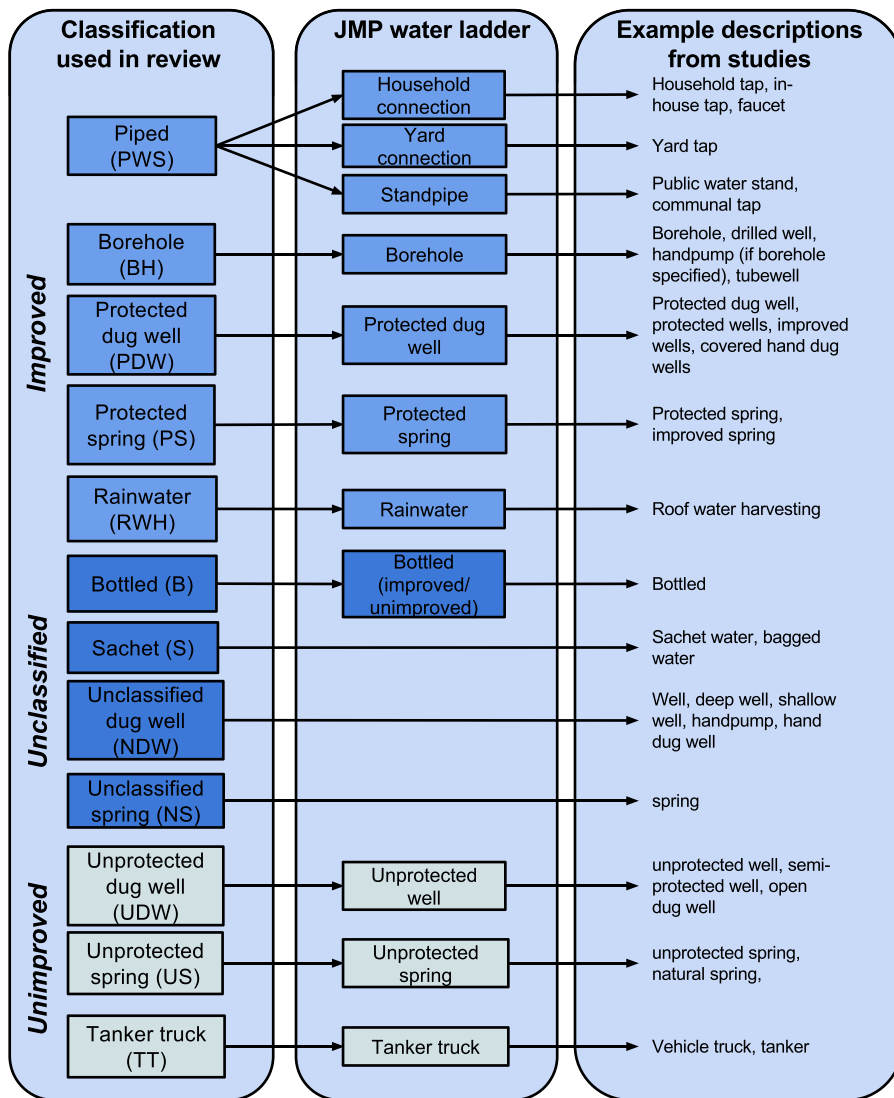 Classification
used in review
JMP water ladder
Example descriptions
from studies
Improved
Piped
(PWS)
Household
connection
Household tap, in-
house tap, faucet
Yard
connection
Yard tap
Standpipe
Public water stand,
communal tap
Borehole
(BH)
Borehole
Borehole, drilled well,
handpump (if borehole
specified), tubewell
Protected
dug well
(PDW)
Protected dug
well
Protected dug well,
protected wells, improved
wells, covered hand dug
wells
Protected
spring (PS)
Protected
spring
Protected spring,
improved spring
Rainwater
(RWH)
Rainwater
Roof water harvesting
Unclassified
Bottled (B)
Bottled
(improved/
unimproved)
Bottled
Sachet (S)
Sachet water, bagged
water
Unclassified
dug well
(NDW)
Well, deep well, shallow
well, handpump, hand
dug well
Unclassified
spring (NS)
spring
Unimproved
Unprotected
dug well
(UDW)
Unprotected
well
unprotected well, semi-
protected well, open
dug well
Unprotected
spring (US)
Unprotected
spring
unprotected spring,
natural spring,
Tanker truck
(TT)
Tanker truck
Vehicle truck, tanker